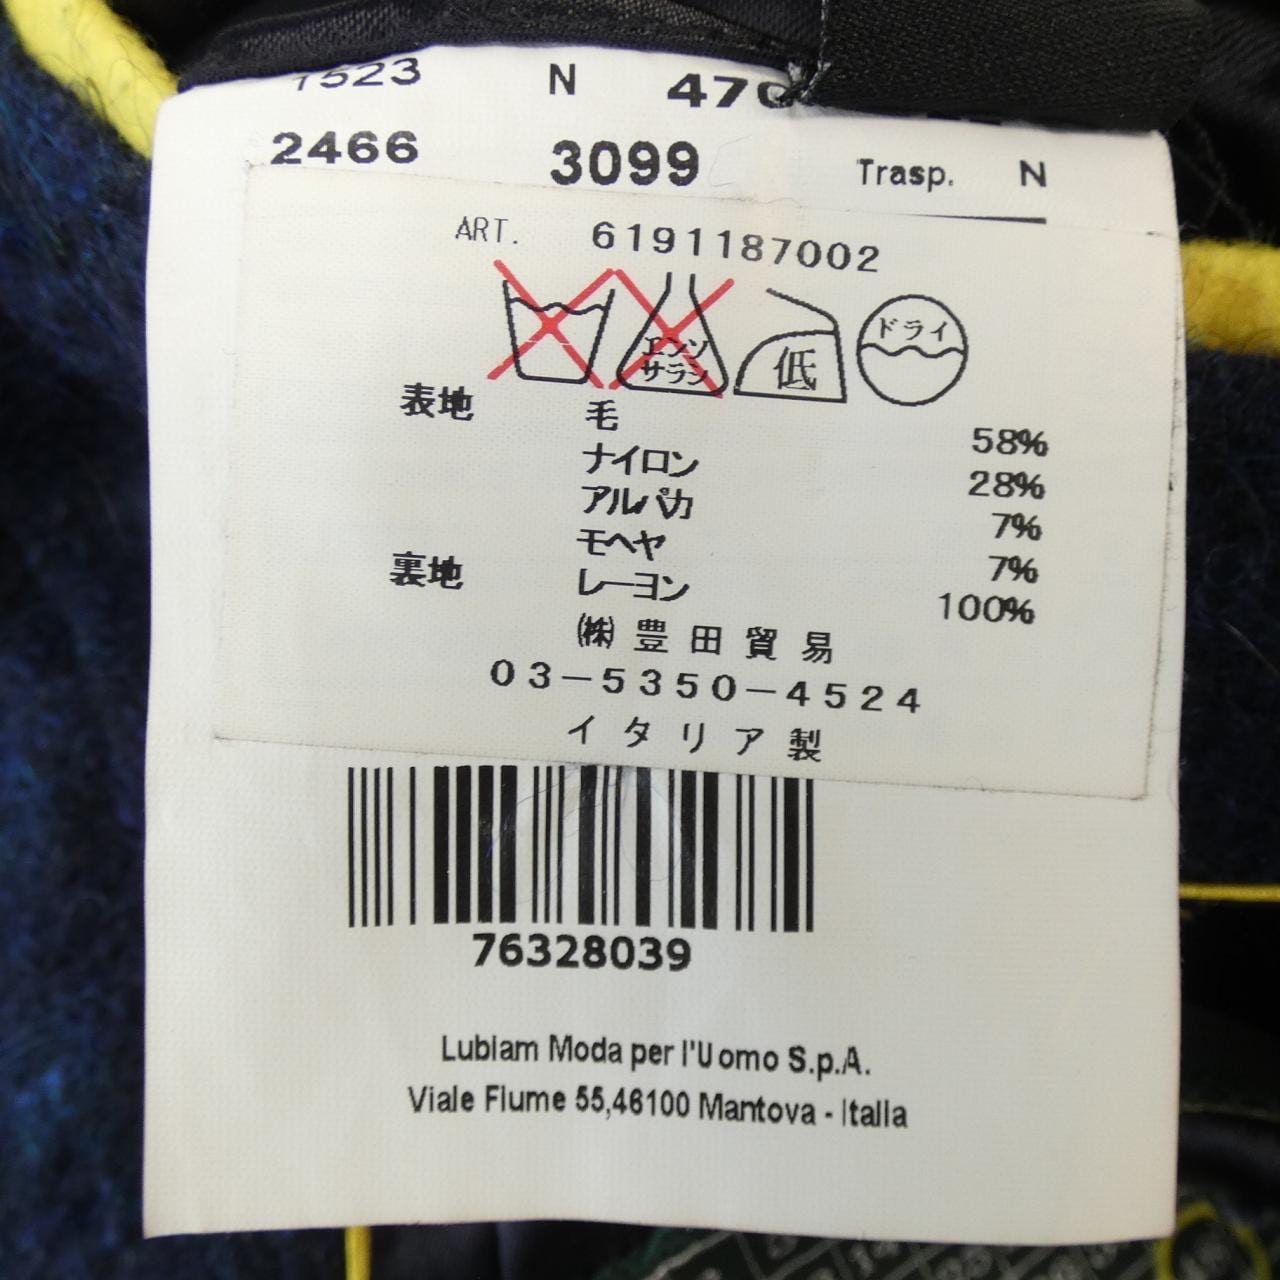 1523 N 470
2466 3099 Trasp. N
ART. 6191187002
エンソ サラシ 低 ドライ
表地 毛 58%
ナイロン 28%
アルパカ 7%
モヘヤ 7%
裏地 レーヨン 100%
㈱豊田貿易
03-5350-4524
イタリア製
76328039
Lubiam Moda per l'Uomo S.p.A.
Viale Fiume 55,46100 Mantova - Italia